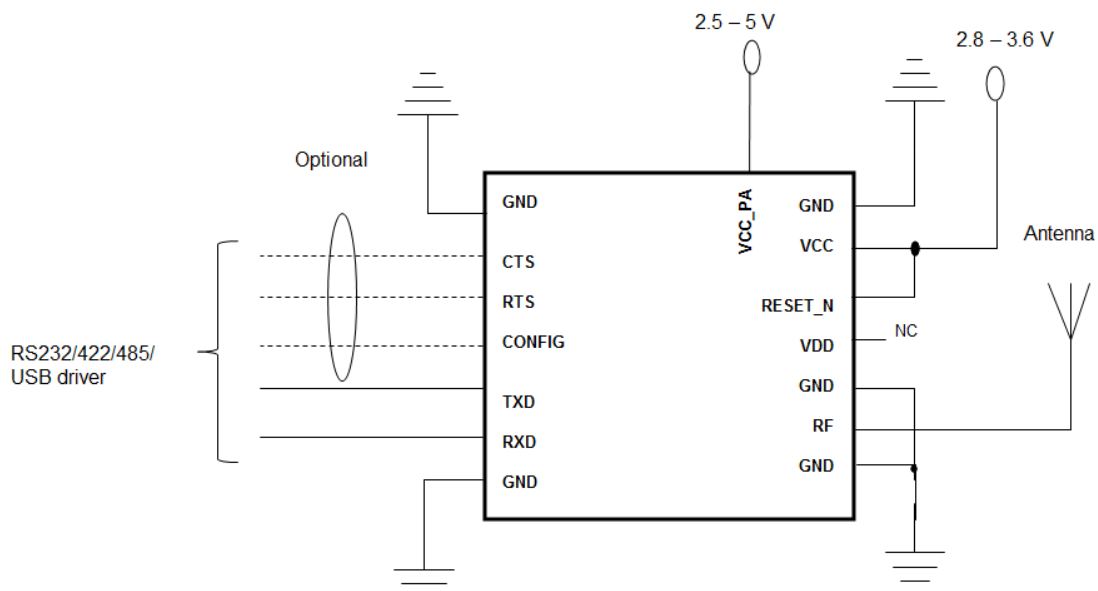 2.5 – 5 V
2.8 – 3.6 V
Optional
GND
CTS
RTS
CONFIG
TXD
RXD
GND
RS232/422/485/
USB driver
VCC_PA
GND
VCC
RESET_N
VDD
NC
GND
RF
GND
Antenna